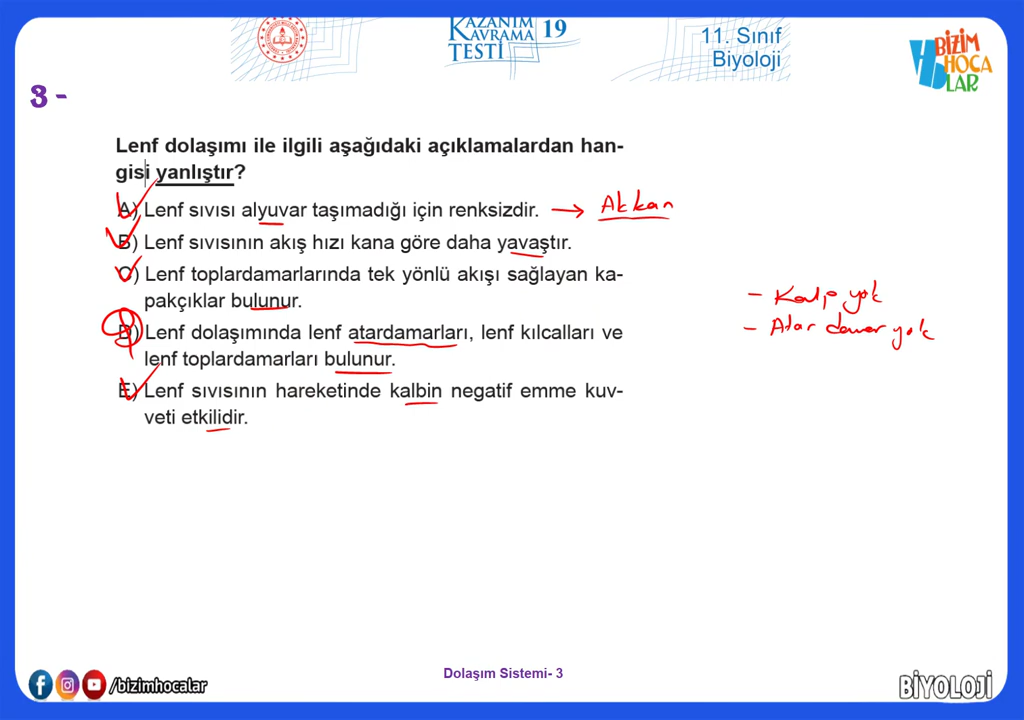 KAZANIM
KAVRAMA 19
TESTİ
11. Sınıf
Biyoloji
BİZİM
HOCA
LAR
3 -
Lenf dolaşımı ile ilgili aşağıdaki açıklamalardan han-
gisi yanlıştır?
A) Lenf sıvısı alyuvar taşımadığı için renksizdir. → Akkan
B) Lenf sıvısının akış hızı kana göre daha yavaştır.
C) Lenf toplardamarlarında tek yönlü akışı sağlayan ka-
pakçıklar bulunur.
- Kalp yok
- Atar damar yok
D) Lenf dolaşımında lenf atardamarları, lenf kılcalları ve
lenf toplardamarları bulunur.
E) Lenf sıvısının hareketinde kalbin negatif emme kuv-
veti etkilidir.
Dolaşım Sistemi- 3
/bizimhocalar
BİYOLOJİ